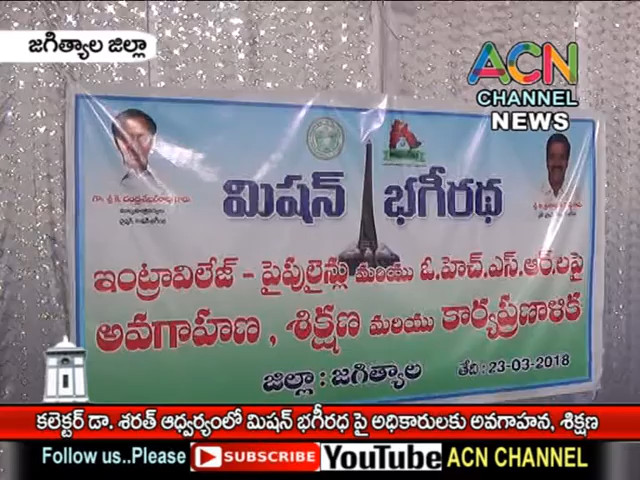 జగిత్యాల జిల్లా
ACN
CHANNEL
NEWS
మిషన్ భగీరథ
ఇంట్రావిలేజ్ - పైపులైన్లు మరియు ఓ.హెచ్.ఎస్.ఆర్.లపై
అవగాహణ , శిక్షణ మరియు కార్యప్రణాళిక
జిల్లా : జగిత్యాల తేది : 23-03-2018
కలెక్టర్ డా. శరత్ ఆధ్వర్యంలో మిషన్ భగీరధ పై అధికారులకు అవగాహన, శిక్షణ
Follow us..Please SUBSCRIBE YouTube ACN CHANNEL